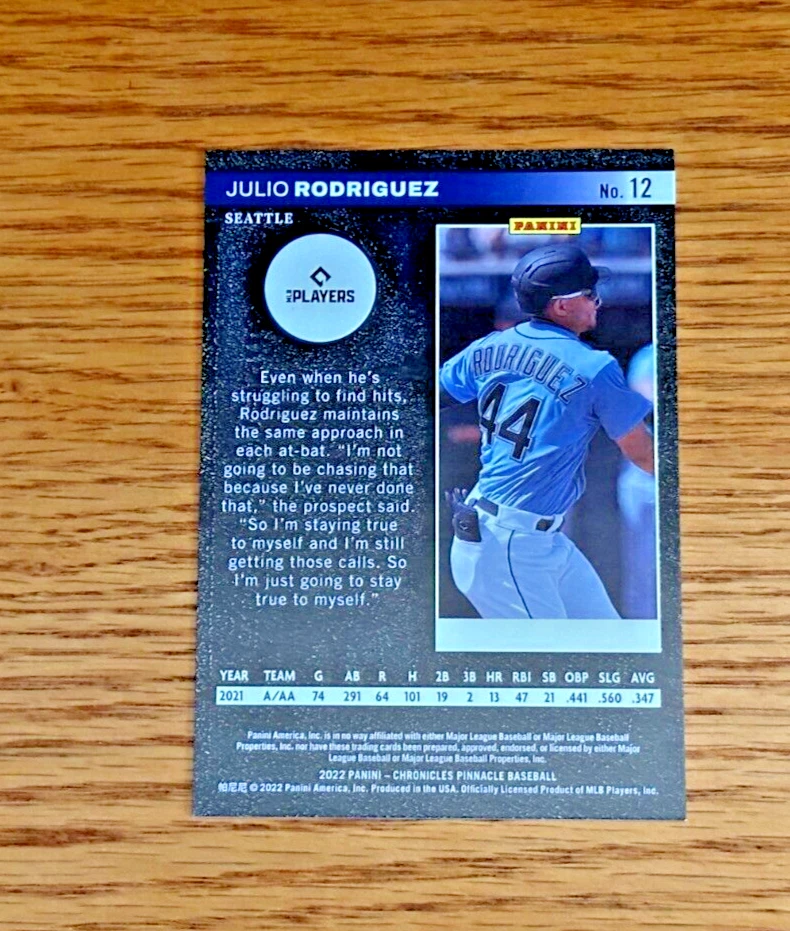 JULIO RODRIGUEZ No. 12
SEATTLE
PANINI
MLB PLAYERS
RODRIGUEZ
44
Even when he's
struggling to find hits,
Rodriguez maintains
the same approach in
each at-bat. "I'm not
going to be chasing that
because I've never done
that," the prospect said.
"So I'm staying true
to myself and I'm still
getting those calls. So
I'm just going to stay
true to myself."
YEAR TEAM G AB R H 2B 3B HR RBI SB OBP SLG AVG
2021 A/AA 74 291 64 101 19 2 13 47 21 .441 .560 .347
Panini America, Inc. is in no way affiliated with either Major League Baseball or Major League Baseball
Properties, Inc. nor have these trading cards been prepared, approved, endorsed, or licensed by either Major
League Baseball or Major League Baseball Properties, Inc.
2022 PANINI – CHRONICLES PINNACLE BASEBALL
帕尼尼 © 2022 Panini America, Inc. Produced in the USA. Officially Licensed Product of MLB Players, Inc.